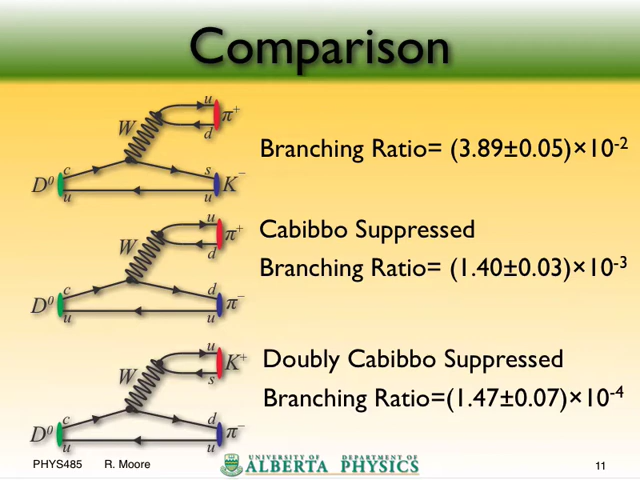 Comparison
u
W π⁺
d
c s
D⁰ K⁻
u u
Branching Ratio= (3.89±0.05)×10⁻²
u
W π⁺
d
c d
D⁰ π⁻
u u
Cabibbo Suppressed
Branching Ratio= (1.40±0.03)×10⁻³
u
W K⁺
s
c d
D⁰ π⁻
u u
Doubly Cabibbo Suppressed
Branching Ratio=(1.47±0.07)×10⁻⁴
PHYS485 R. Moore
UNIVERSITY OF DEPARTMENT OF
ALBERTA PHYSICS
11